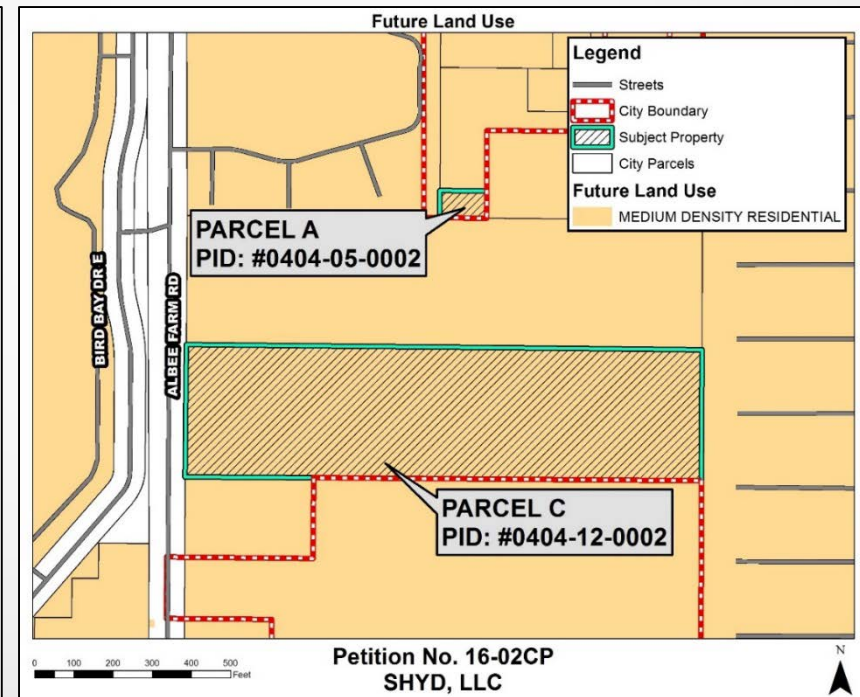 Future Land Use
Legend
Streets
City Boundary
Subject Property
City Parcels
Future Land Use
MEDIUM DENSITY RESIDENTIAL
PARCEL A
PID: #0404-05-0002
BIRD BAY DR E
ALBEE FARM RD
PARCEL C
PID: #0404-12-0002
0 100 200 300 400 500
Feet
Petition No. 16-02CP
SHYD, LLC
N